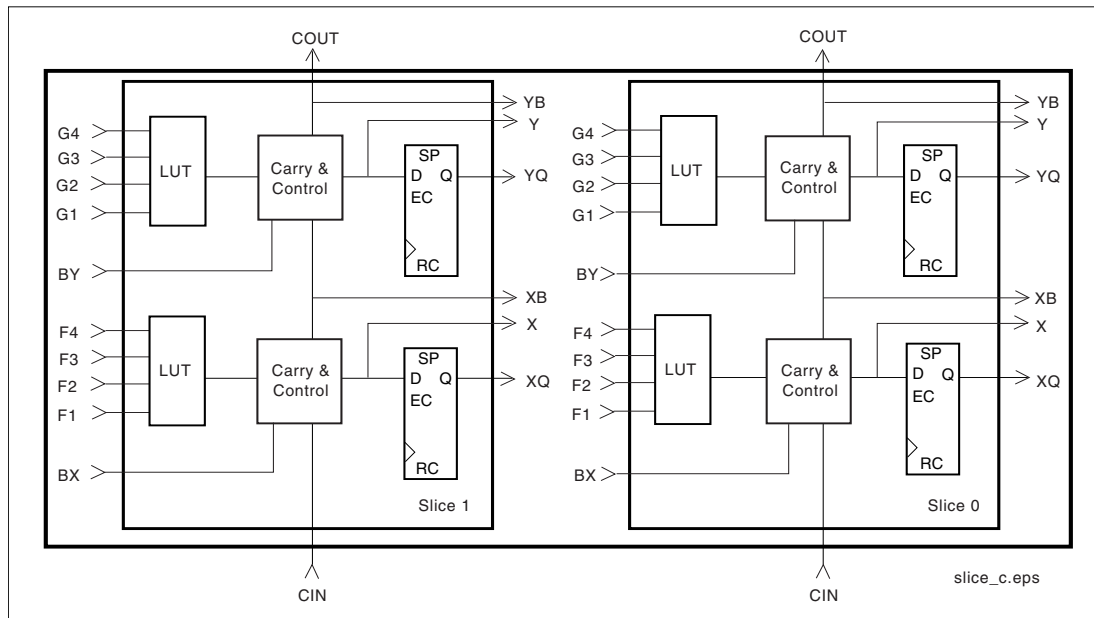 COUT
YB
Y
G4
G3
G2
G1
LUT
Carry &
Control
SP
D Q
EC
RC
YQ
BY
XB
X
F4
F3
F2
F1
LUT
Carry &
Control
SP
D Q
EC
RC
XQ
BX
Slice 1
CIN
COUT
YB
Y
G4
G3
G2
G1
LUT
Carry &
Control
SP
D Q
EC
RC
YQ
BY
XB
X
F4
F3
F2
F1
LUT
Carry &
Control
SP
D Q
EC
RC
XQ
BX
Slice 0
CIN
slice_c.eps